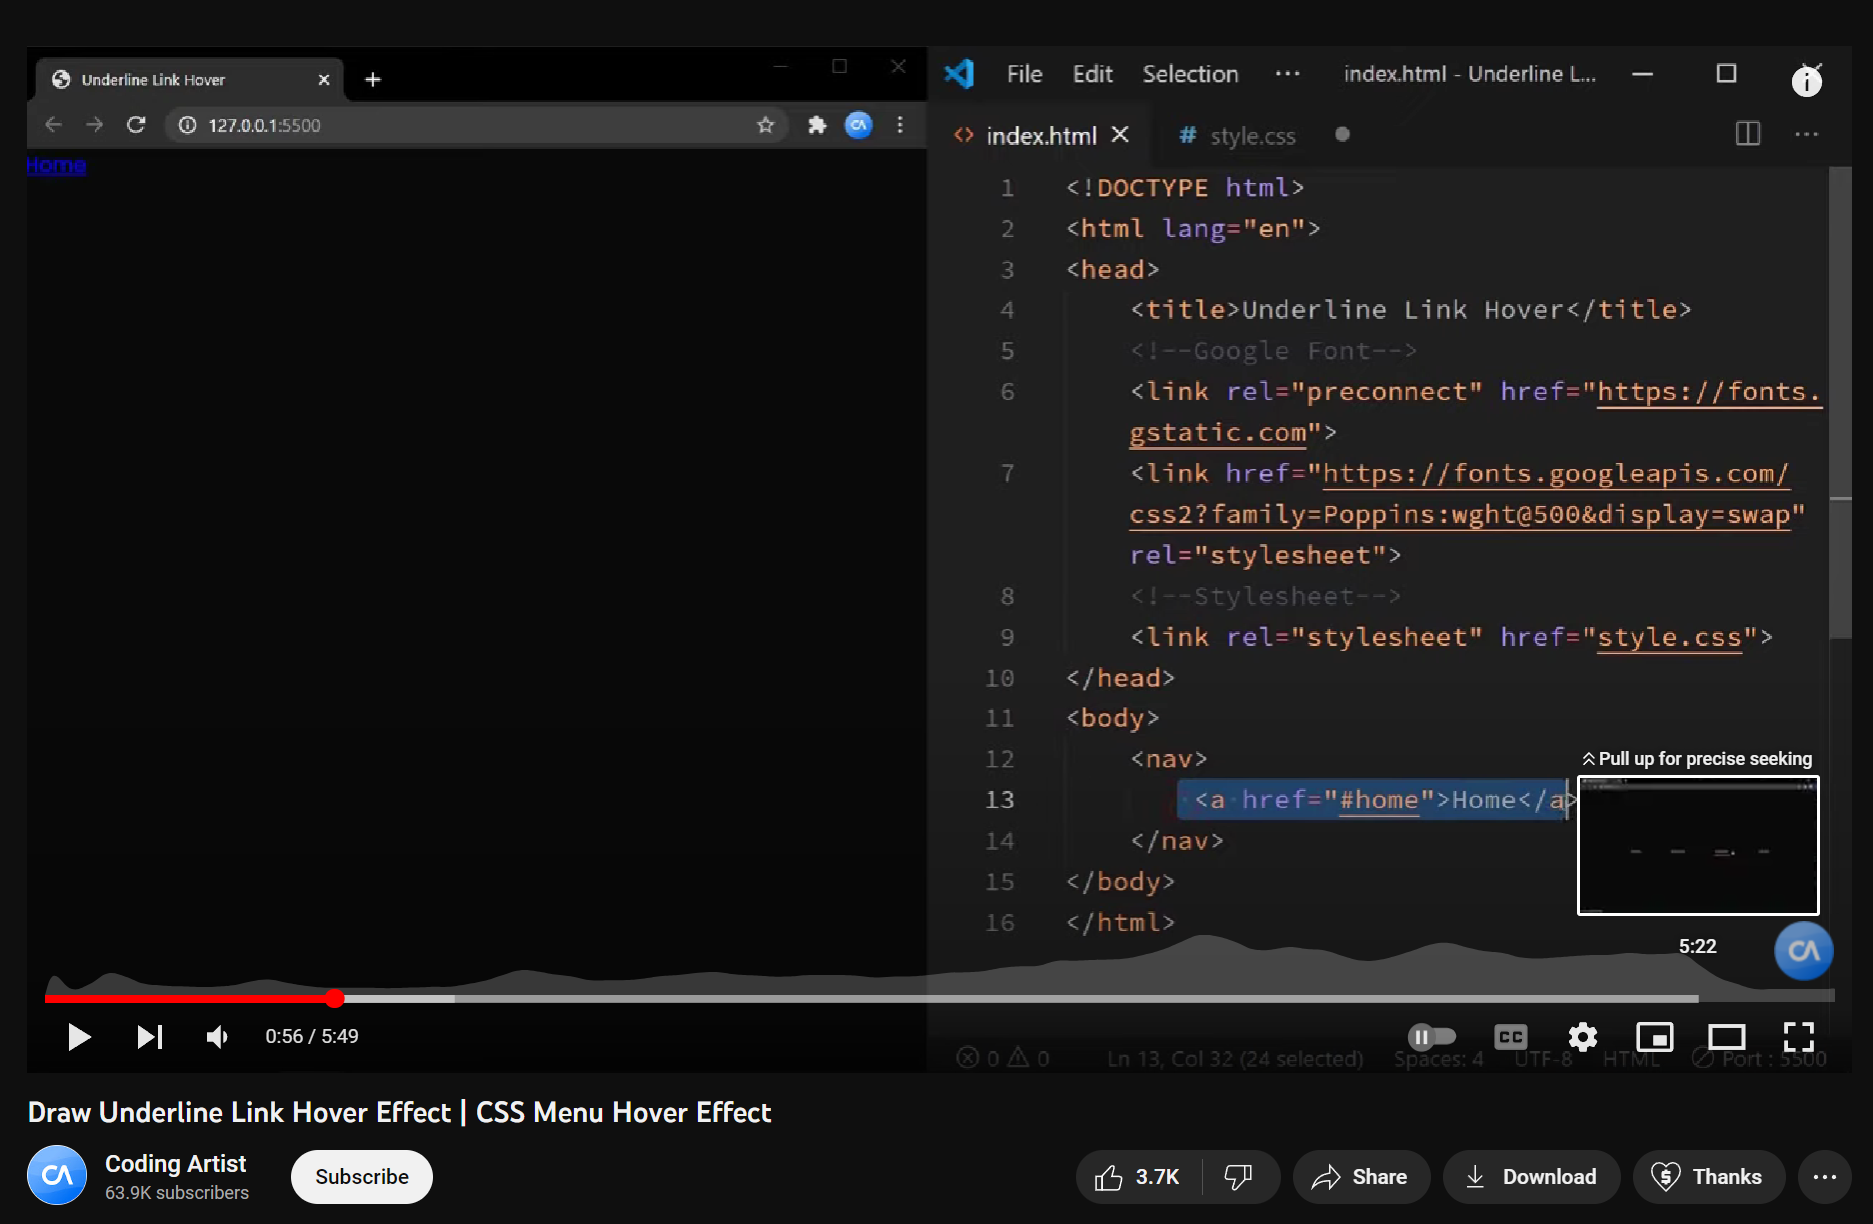 Underline Link Hover
127.0.0.1:5500
Home
File Edit Selection ··· index.html - Underline L...
index.html style.css
1 <!DOCTYPE html>
2 <html lang="en">
3 <head>
4 <title>Underline Link Hover</title>
5 <!--Google Font-->
6 <link rel="preconnect" href="https://fonts.
gstatic.com">
7 <link href="https://fonts.googleapis.com/
css2?family=Poppins:wght@500&display=swap"
rel="stylesheet">
8 <!--Stylesheet-->
9 <link rel="stylesheet" href="style.css">
10 </head>
11 <body>
12 <nav>
13 <a href="#home">Home</a>
14 </nav>
15 </body>
16 </html>
Pull up for precise seeking
5:22
CA
0:56 / 5:49
CC
0 0 Ln 13, Col 32 (24 selected) Spaces: 4 UTF-8 HTML Port : 5500
Draw Underline Link Hover Effect | CSS Menu Hover Effect
CA
Coding Artist
63.9K subscribers
Subscribe
3.7K
Share
Download
Thanks